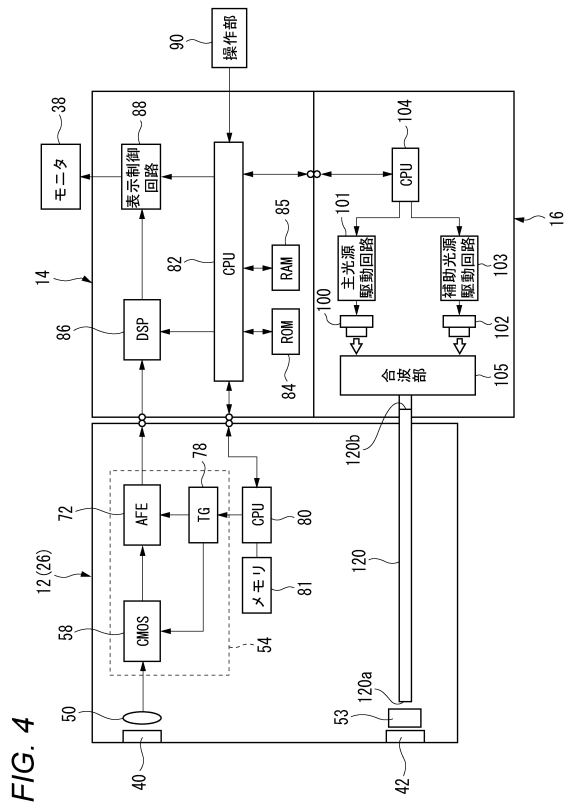 FIG. 4
12(26)
14
16
38
モニタ
88
表示制御
回路
90
操作部
86
DSP
82
CPU
84
ROM
85
RAM
104
CPU
101
主光源
駆動回路
補助光源
駆動回路
103
100
102
合波部
105
72
AFE
78
TG
58
CMOS
54
CPU
80
メモリ
81
50
40
42
53
120a
120
120b